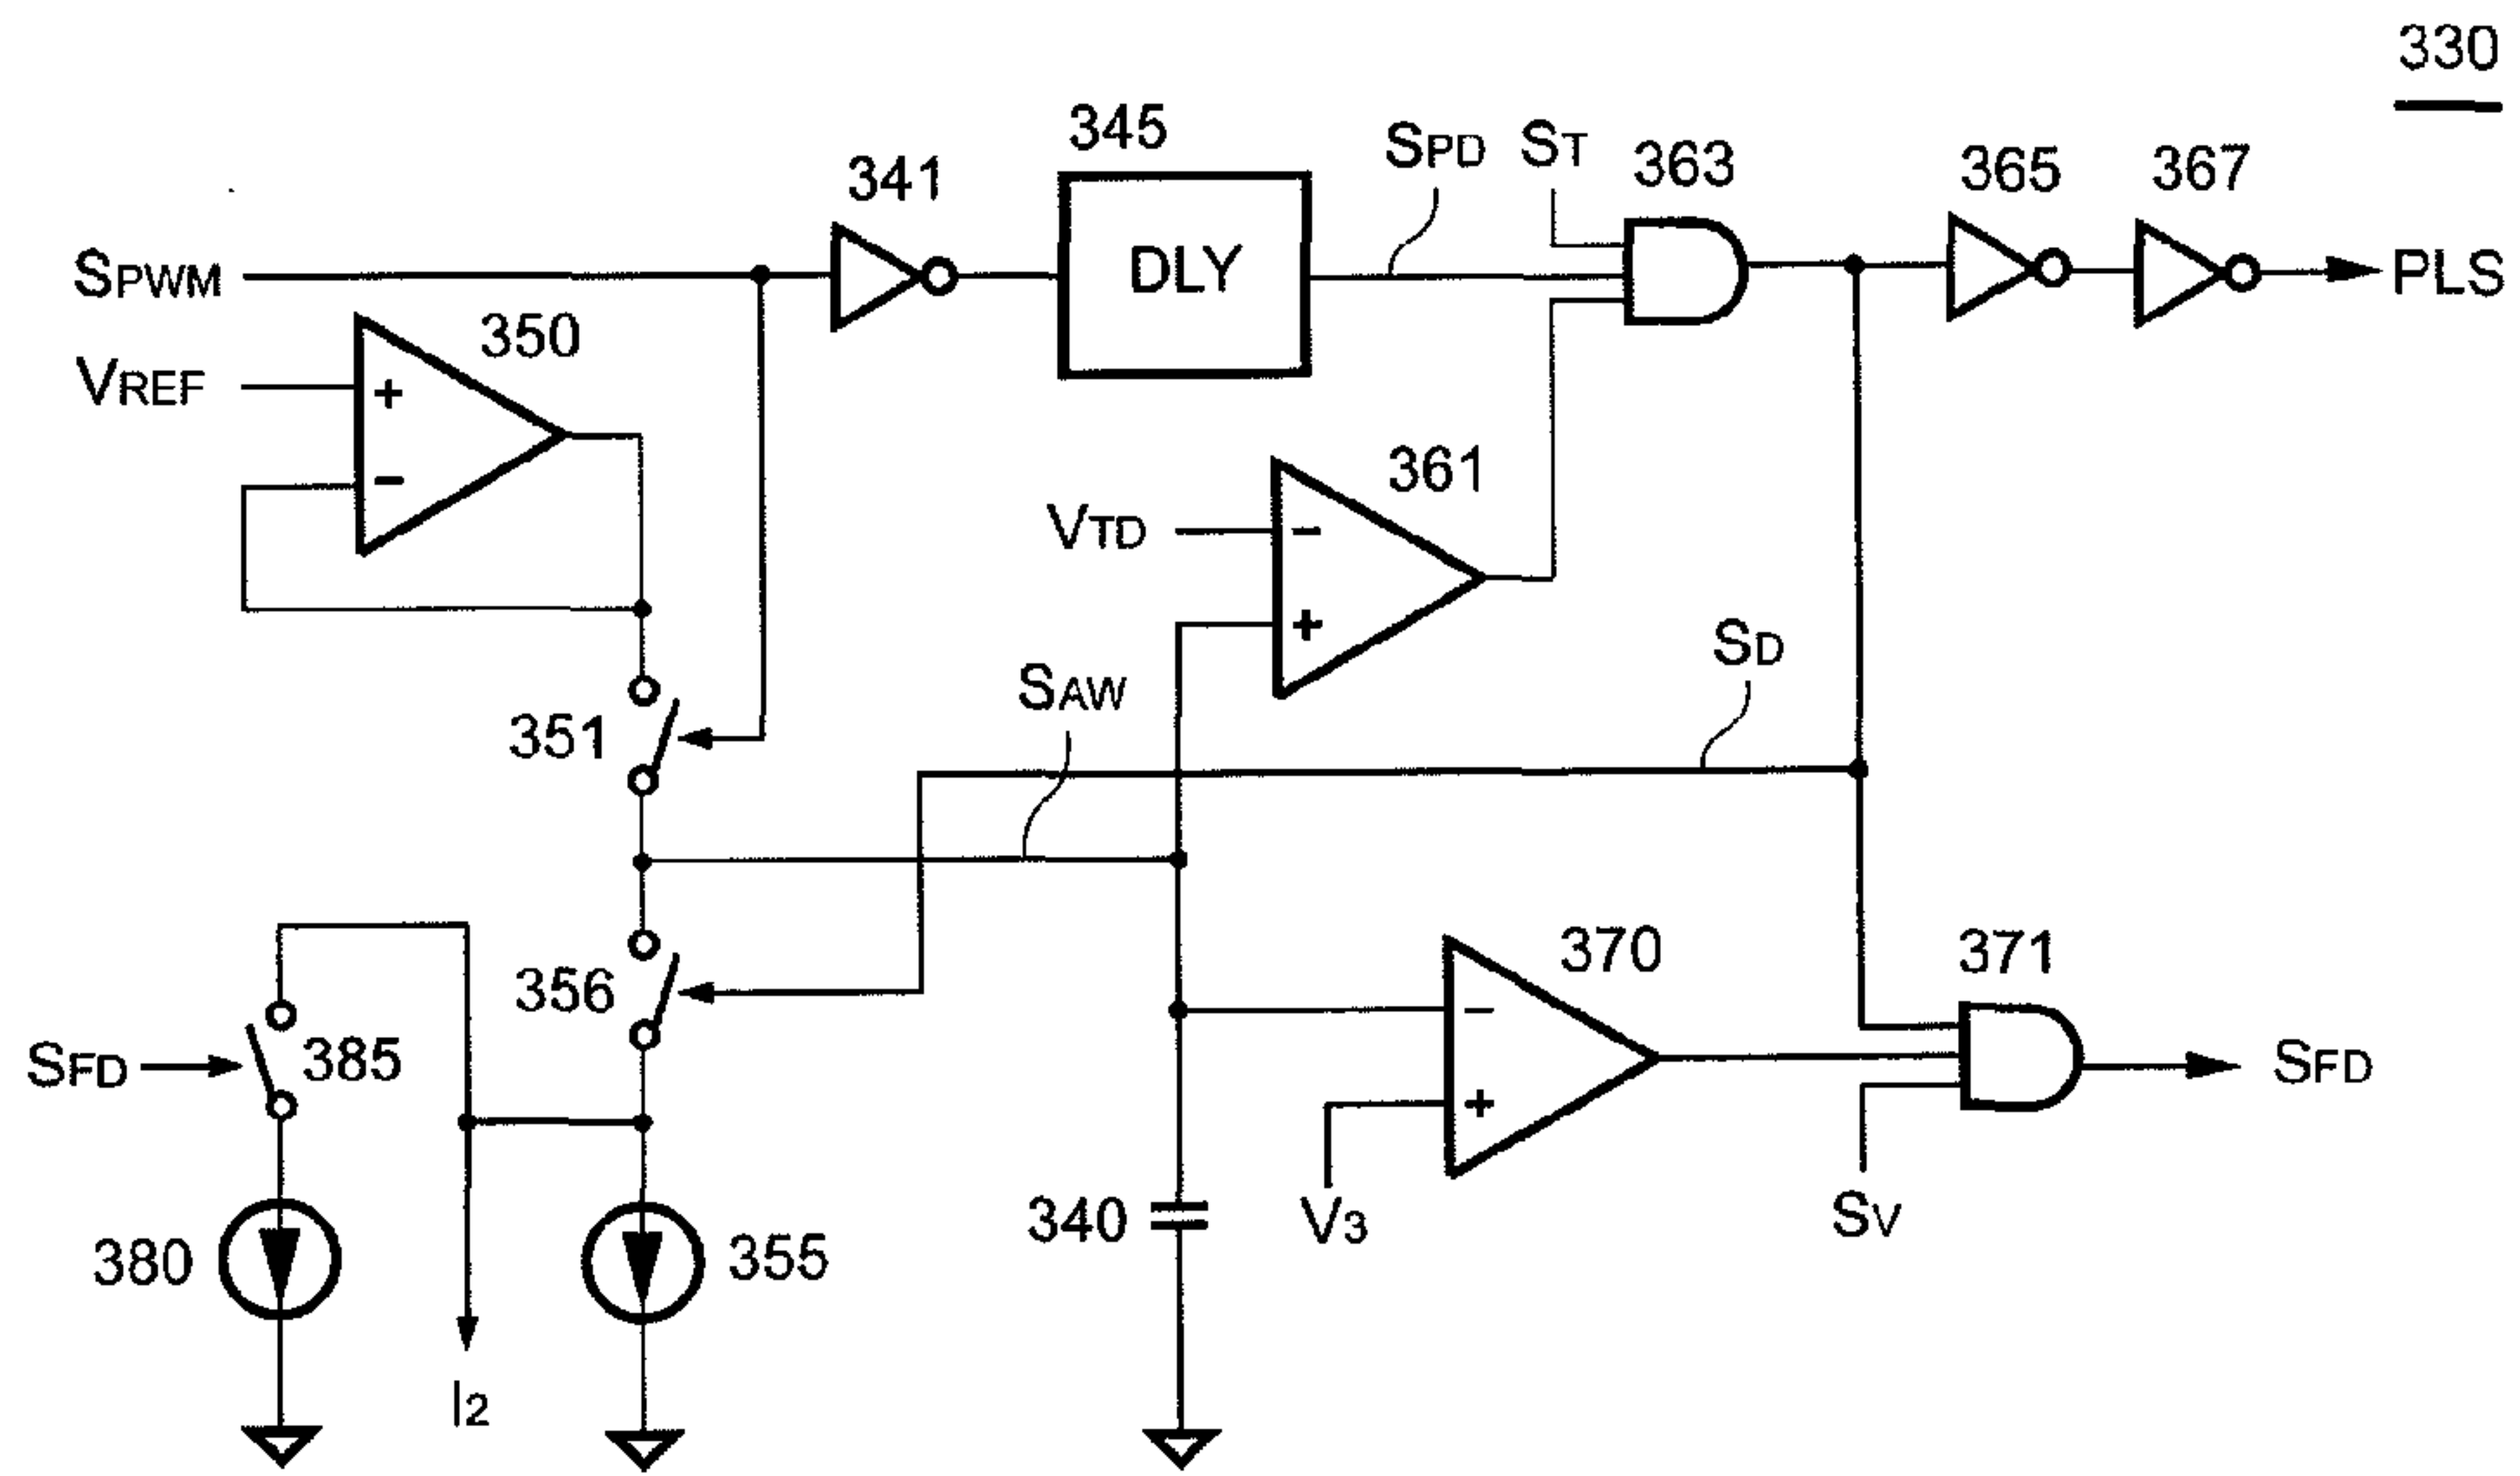 330
345
SPD
ST
363
365
367
341
DLY
SPWM
PLS
350
VREF
+
−
361
VTD
−
+
SD
SAW
351
370
371
356
−
SFD
385
+
SFD
340
V3
SV
380
355
I2